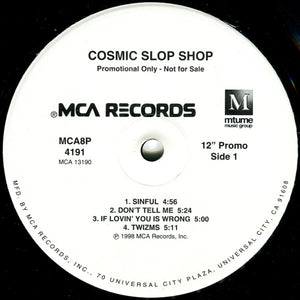 COSMIC SLOP SHOP
Promotional Only - Not for Sale
®MCA RECORDS
M
mtume
music group
MCA8P
4191
MCA 13190
12" Promo
Side 1
1. SINFUL 4:56
2. DON'T TELL ME 5:24
3. IF LOVIN' YOU IS WRONG 5:00
4. TWIZMS 5:11
℗ 1998 MCA Records, Inc.
MFD. BY MCA RECORDS, INC., 70 UNIVERSAL CITY PLAZA, UNIVERSAL CITY, CA. 91608